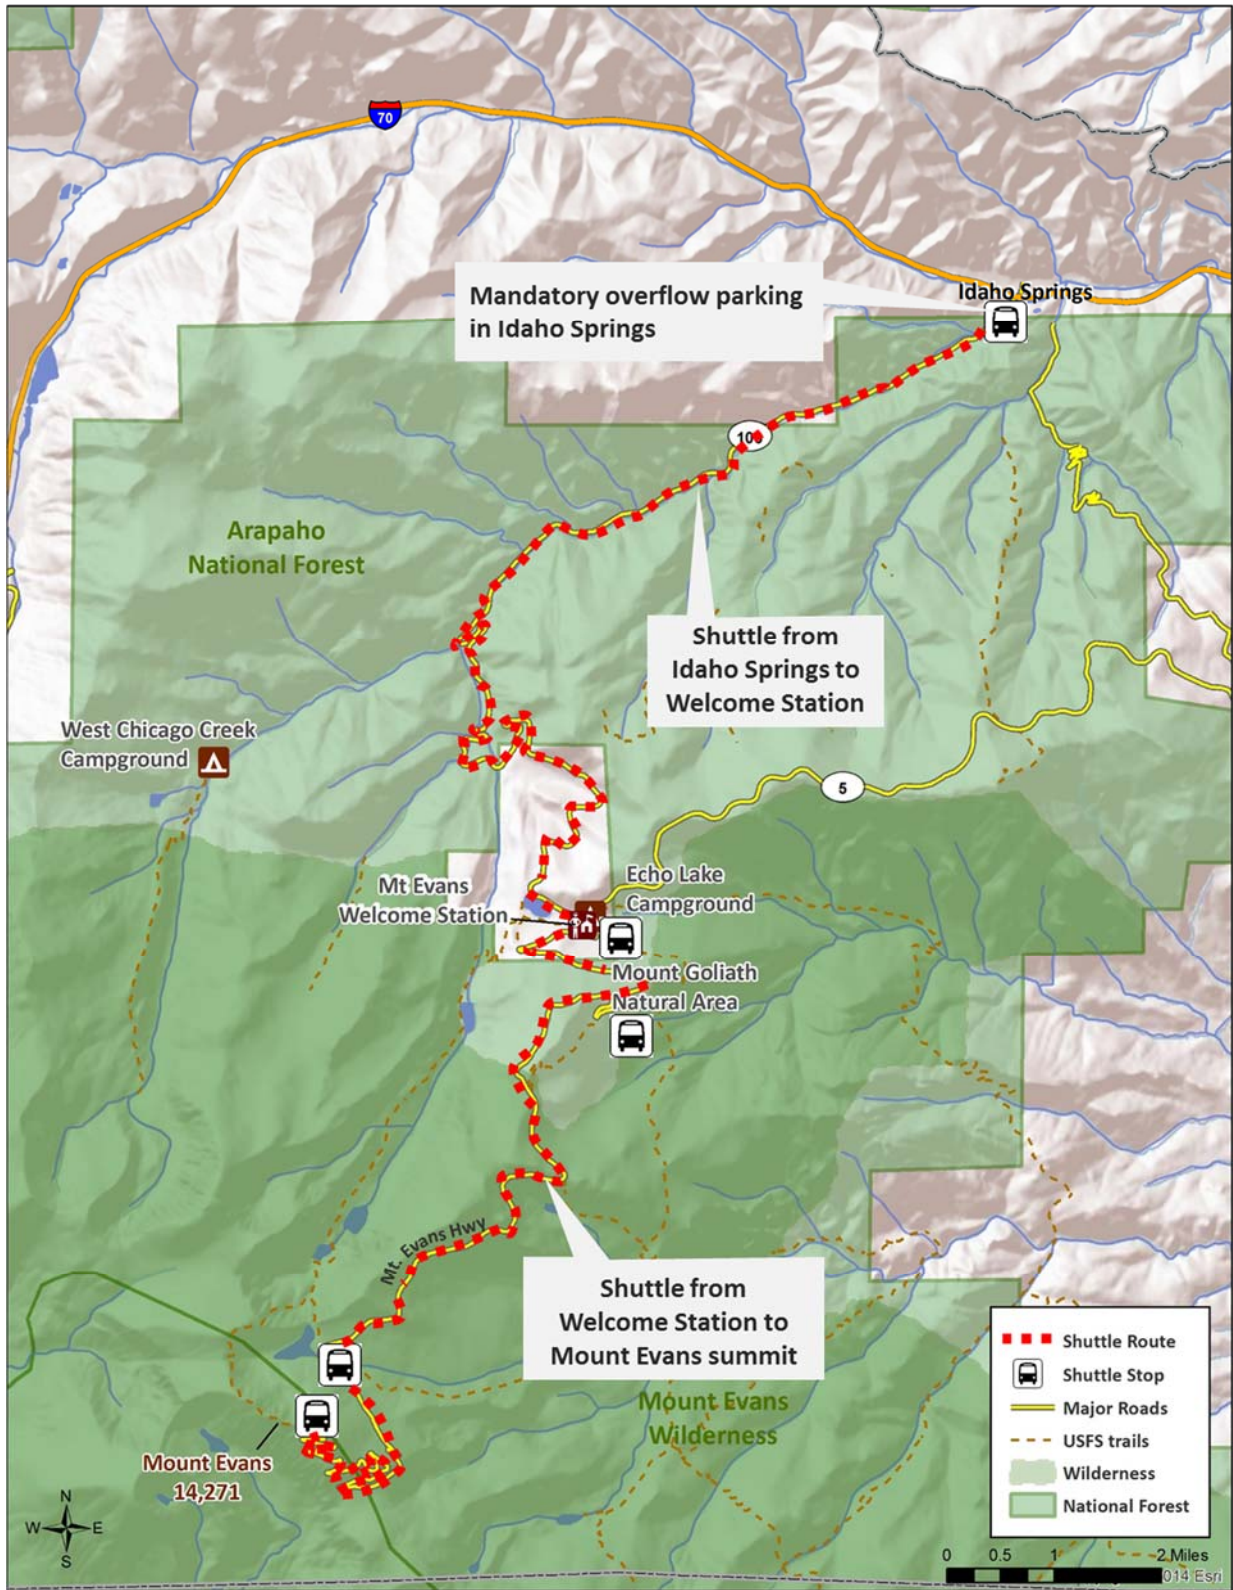 70
Idaho Springs
Mandatory overflow parking
in Idaho Springs
Arapaho
National Forest
Shuttle from
Idaho Springs to
Welcome Station
West Chicago Creek
Campground
5
Echo Lake
Campground
Mt Evans
Welcome Station
Mount Goliath
Natural Area
Mt. Evans Hwy
Shuttle from
Welcome Station to
Mount Evans summit
Mount Evans
Wilderness
Mount Evans
14,271
N
W E
S
Shuttle Route
Shuttle Stop
Major Roads
USFS trails
Wilderness
National Forest
0 0.5 1 2 Miles
014 Esri